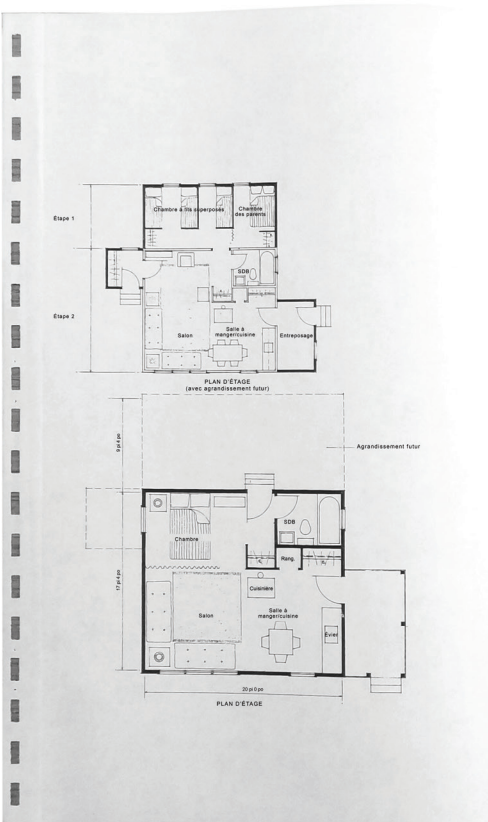 Étape 1
Chambre à lits superposés
Chambre
des parents
SDB
Étape 2
Salon
Salle à
manger/cuisine
Entreposage
PLAN D'ÉTAGE
(avec agrandissement futur)
9 pi 4 po
Agrandissement futur
SDB
Chambre
Rang.
17 pi 4 po
Cuisinière
Salon
Salle à
manger/cuisine
Évier
20 pi 0 po
PLAN D'ÉTAGE